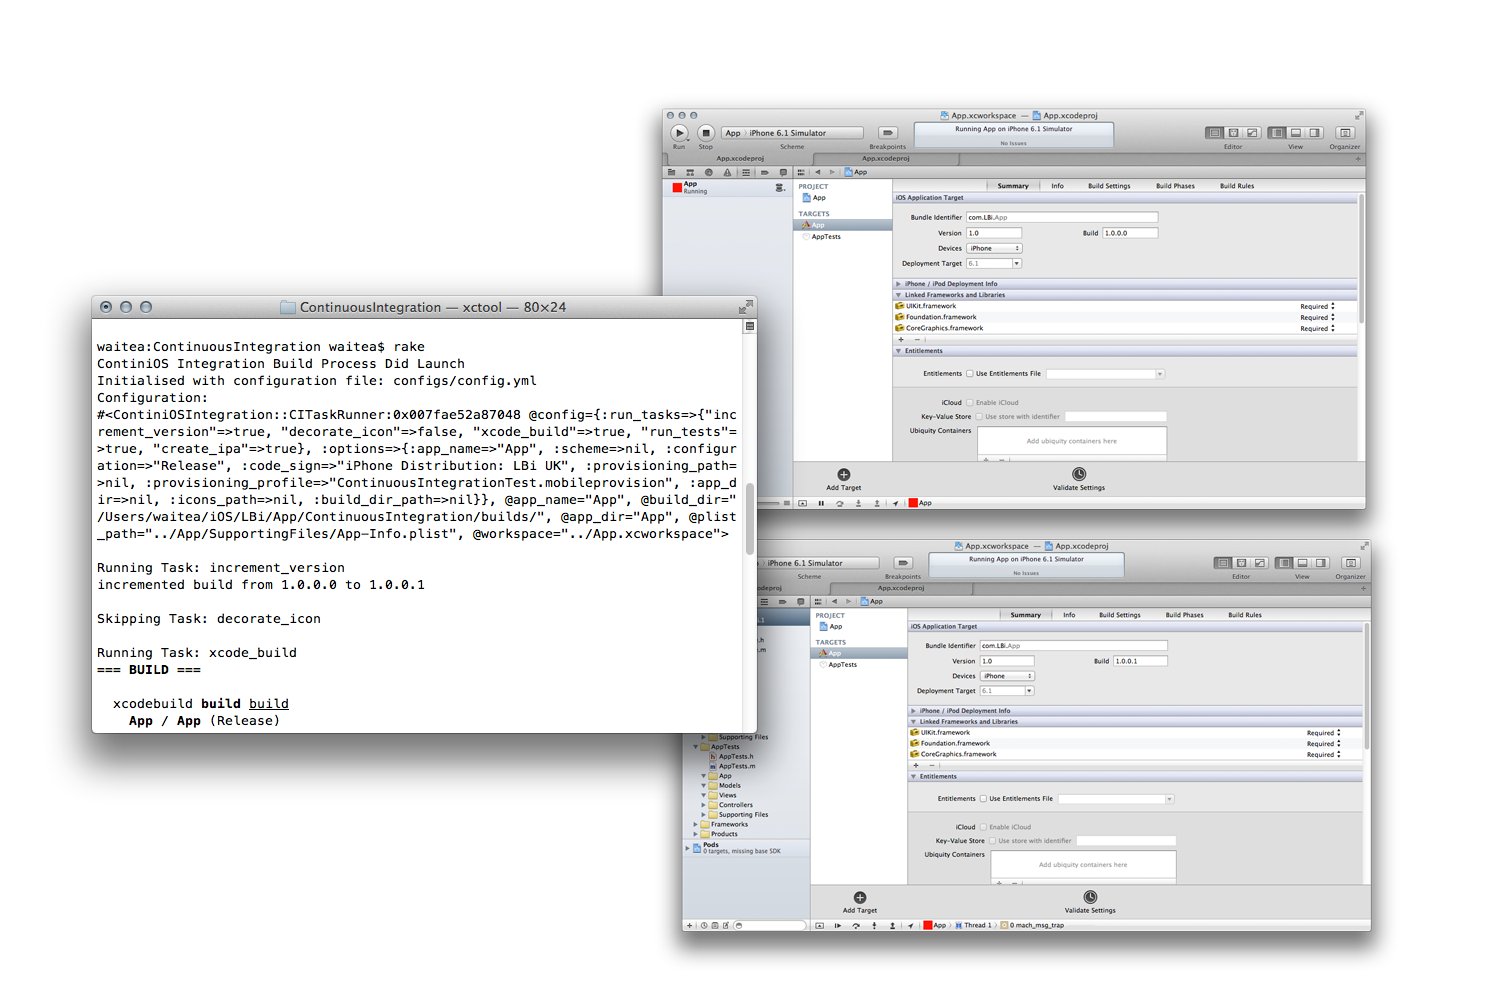 ContinuousIntegration — xctool — 80×24
waitea:ContinuousIntegration waitea$ rake
ContiniOS Integration Build Process Did Launch
Initialised with configuration file: configs/config.yml
Configuration:
#<ContiniOSIntegration::CITaskRunner:0x007fae52a87048 @config={:run_tasks=>{"inc
rement_version"=>true, "decorate_icon"=>false, "xcode_build"=>true, "run_tests"=
>true, "create_ipa"=>true}, :options=>{:app_name=>"App", :scheme=>nil, :configur
ation=>"Release", :code_sign=>"iPhone Distribution: LBi UK", :provisioning_path=
>nil, :provisioning_profile=>"ContinuousIntegrationTest.mobileprovision", :app_d
ir=>nil, :icons_path=>nil, :build_dir_path=>nil}}, @app_name="App", @build_dir="
/Users/waitea/iOS/LBi/App/ContinuousIntegration/builds/", @app_dir="App", @plist
_path="../App/SupportingFiles/App-Info.plist", @workspace="../App.xcworkspace">
Running Task: increment_version
incremented build from 1.0.0.0 to 1.0.0.1
Skipping Task: decorate_icon
Running Task: xcode_build
=== BUILD ===
xcodebuild build build
App / App (Release)
App.xcworkspace — App.xcodeproj
App › iPhone 6.1 Simulator
Running App on iPhone 6.1 Simulator
No Issues
Run Stop Scheme Breakpoints Editor View Organizer
App.xcodeproj App.xcodeproj
App
App
Running
PROJECT
App
TARGETS
App
AppTests
Summary Info Build Settings Build Phases Build Rules
iOS Application Target
Bundle Identifier com.LBi.App
Version 1.0 Build 1.0.0.0
Devices iPhone
Deployment Target 6.1
iPhone / iPod Deployment Info
Linked Frameworks and Libraries
UIKit.framework Required
Foundation.framework Required
CoreGraphics.framework Required
Entitlements
Entitlements Use Entitlements File
iCloud Enable iCloud
Key-Value Store Use store with identifier
Ubiquity Containers
Add ubiquity containers here
Add Target Validate Settings
App
App.xcworkspace — App.xcodeproj
› iPhone 6.1 Simulator
Running App on iPhone 6.1 Simulator
No Issues
Scheme Breakpoints Editor View Organizer
odeproj App.xcodeproj
App
.1
.h
.m
Supporting Files
AppTests
AppTests.h
AppTests.m
App
Models
Views
Controllers
Supporting Files
Frameworks
Products
Pods
0 targets, missing base SDK
PROJECT
App
TARGETS
App
AppTests
Summary Info Build Settings Build Phases Build Rules
iOS Application Target
Bundle Identifier com.LBi.App
Version 1.0 Build 1.0.0.1
Devices iPhone
Deployment Target 6.1
iPhone / iPod Deployment Info
Linked Frameworks and Libraries
UIKit.framework Required
Foundation.framework Required
CoreGraphics.framework Required
Entitlements
Entitlements Use Entitlements File
iCloud Enable iCloud
Key-Value Store Use store with identifier
Ubiquity Containers
Add ubiquity containers here
Add Target Validate Settings
App › Thread 1 › 0 mach_msg_trap